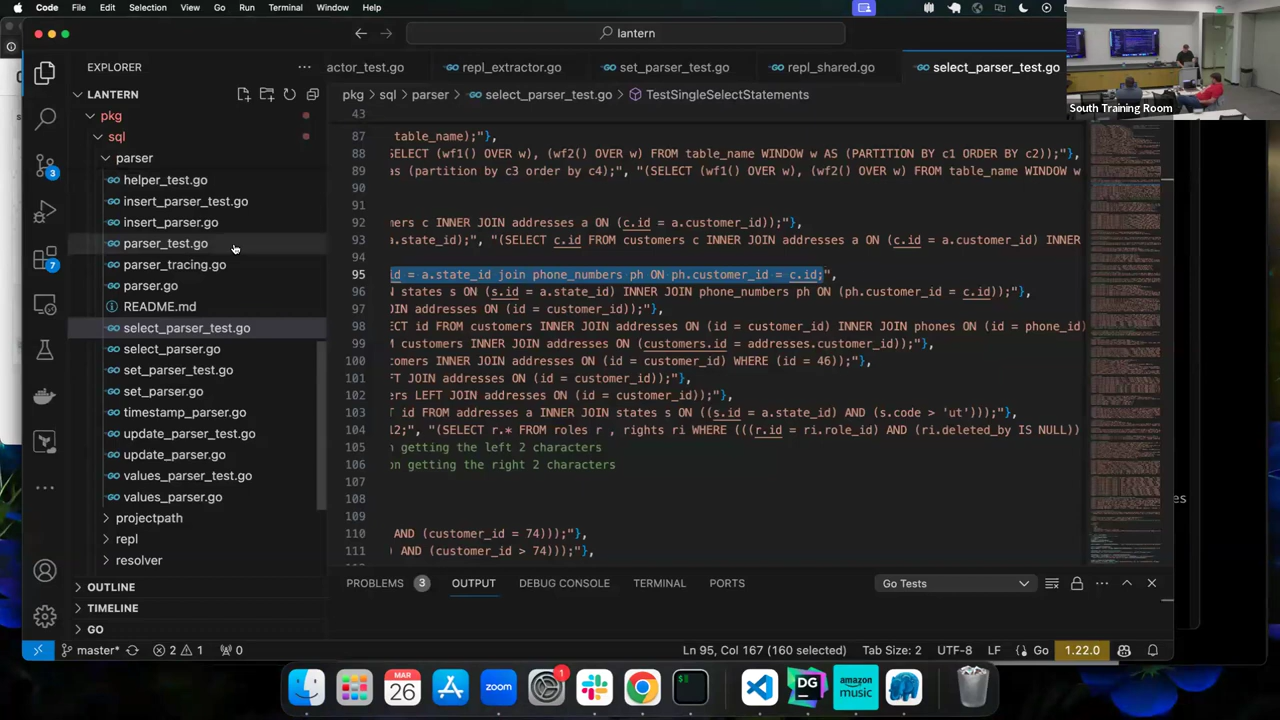 Code File Edit Selection View Go Run Terminal Window Help
lantern
South Training Room
EXPLORER
actor_test.go repl_extractor.go set_parser_test.go repl_shared.go select_parser_test.go
LANTERN
pkg > sql > parser > select_parser_test.go > TestSingleSelectStatements
pkg
sql
parser
helper_test.go
insert_parser_test.go
insert_parser.go
parser_test.go
parser_tracing.go
parser.go
README.md
select_parser_test.go
select_parser.go
set_parser_test.go
set_parser.go
timestamp_parser.go
update_parser_test.go
update_parser.go
values_parser_test.go
values_parser.go
projectpath
repl
resolver
OUTLINE
TIMELINE
GO
43
87 table_name);"},
88 SELECT (wf1() OVER w), (wf2() OVER w) FROM table_name WINDOW w AS (PARTITION BY c1 ORDER BY c2));"},
89 as (partition by c3 order by c4);", "(SELECT (wf1() OVER w), (wf2() OVER w) FROM table_name WINDOW w
90
91
92 mers c INNER JOIN addresses a ON (c.id = a.customer_id));"},
93 a.state_id);", "(SELECT c.id FROM customers c INNER JOIN addresses a ON (c.id = a.customer_id) INNER
94
95 id = a.state_id join phone_numbers ph ON ph.customer_id = c.id;",
96 N states s ON (s.id = a.state_id) INNER JOIN phone_numbers ph ON (ph.customer_id = c.id));"},
97 JOIN addresses ON (id = customer_id));"},
98 ECT id FROM customers INNER JOIN addresses ON (id = customer_id) INNER JOIN phones ON (id = phone_id)
99 M customers INNER JOIN addresses ON (customers.id = addresses.customer_id));"},
100 tomers INNER JOIN addresses ON (id = customer_id) WHERE (id = 46));"},
101 FT JOIN addresses ON (id = customer_id));"},
102 ers LEFT JOIN addresses ON (id = customer_id));"},
103 T id FROM addresses a INNER JOIN states s ON ((s.id = a.state_id) AND (s.code > 'ut')));"},
104 12;", "(SELECT r.* FROM roles r , rights ri WHERE (((r.id = ri.role_id) AND (ri.deleted_by IS NULL))
105 n getting the left 2 characters
106 on getting the right 2 characters
107
108
109
110 AND (customer_id = 74)));"},
111 ) AND (customer_id > 74)));"},
PROBLEMS 3 OUTPUT DEBUG CONSOLE TERMINAL PORTS
Go Tests
3
7
es
master* 2 1 0 Ln 95, Col 167 (160 selected) Tab Size: 2 UTF-8 LF Go 1.22.0
MAR
26
zoom
1
$
DG
amazon
music